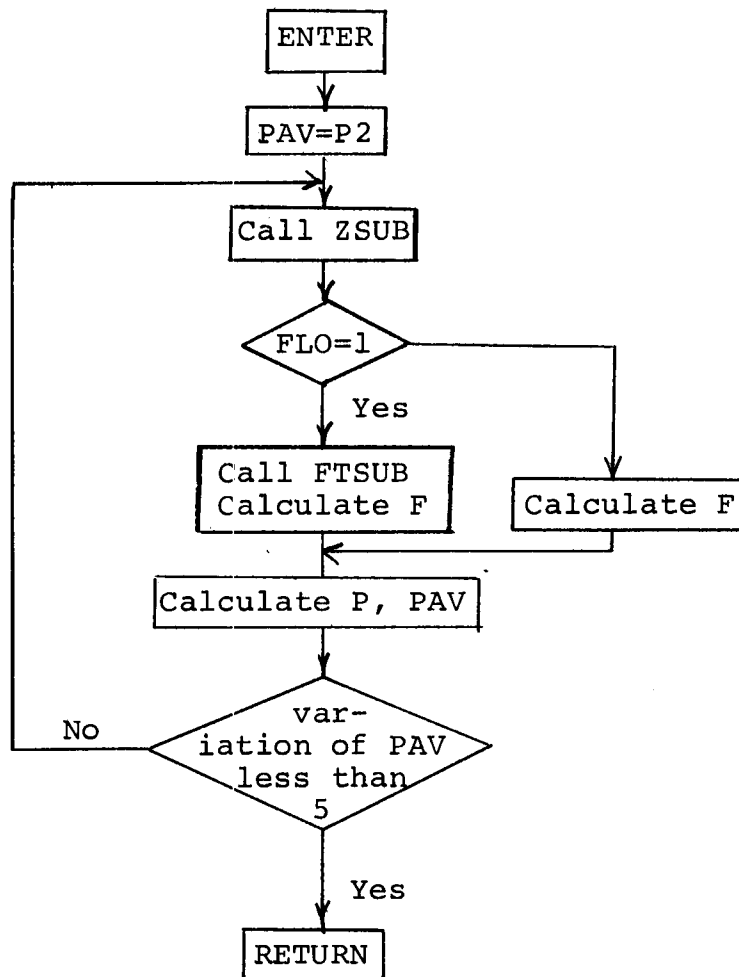 ENTER
PAV=P2
Call ZSUB
FLO=1
Yes
Call FTSUB
Calculate F
Calculate F
Calculate P, PAV
No
var-
iation of PAV
less than
5
Yes
RETURN